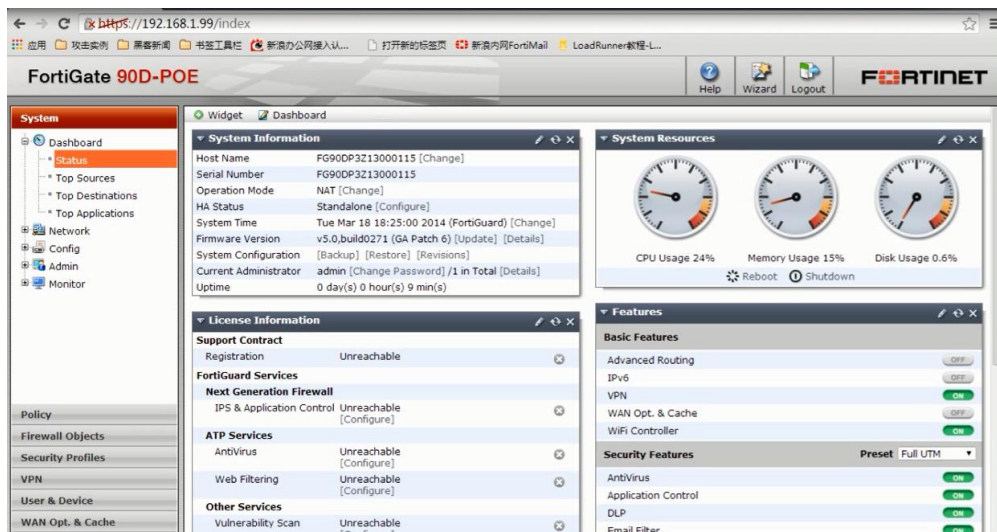 https://192.168.1.99/index
应用 攻击实例 黑客新闻 书签工具栏 新浪办公网接入认... 打开新的标签页 新浪内网FortiMail LoadRunner教程-L...
FortiGate 90D-POE
Help Wizard Logout
FORTINET
System
Dashboard
Status
Top Sources
Top Destinations
Top Applications
Network
Config
Admin
Monitor
Policy
Firewall Objects
Security Profiles
VPN
User & Device
WAN Opt. & Cache
Widget Dashboard
System Information
Host Name FG90DP3Z13000115 [Change]
Serial Number FG90DP3Z13000115
Operation Mode NAT [Change]
HA Status Standalone [Configure]
System Time Tue Mar 18 18:25:00 2014 (FortiGuard) [Change]
Firmware Version v5.0,build0271 (GA Patch 6) [Update] [Details]
System Configuration [Backup] [Restore] [Revisions]
Current Administrator admin [Change Password] /1 in Total [Details]
Uptime 0 day(s) 0 hour(s) 9 min(s)
License Information
Support Contract
Registration Unreachable
FortiGuard Services
Next Generation Firewall
IPS & Application Control Unreachable
[Configure]
ATP Services
AntiVirus Unreachable
[Configure]
Web Filtering Unreachable
[Configure]
Other Services
Vulnerability Scan Unreachable
System Resources
CPU Usage 24% Memory Usage 15% Disk Usage 0.6%
Reboot Shutdown
Features
Basic Features
Advanced Routing OFF
IPv6 OFF
VPN ON
WAN Opt. & Cache OFF
WiFi Controller ON
Security Features Preset Full UTM
AntiVirus ON
Application Control ON
DLP ON
Email Filter ON